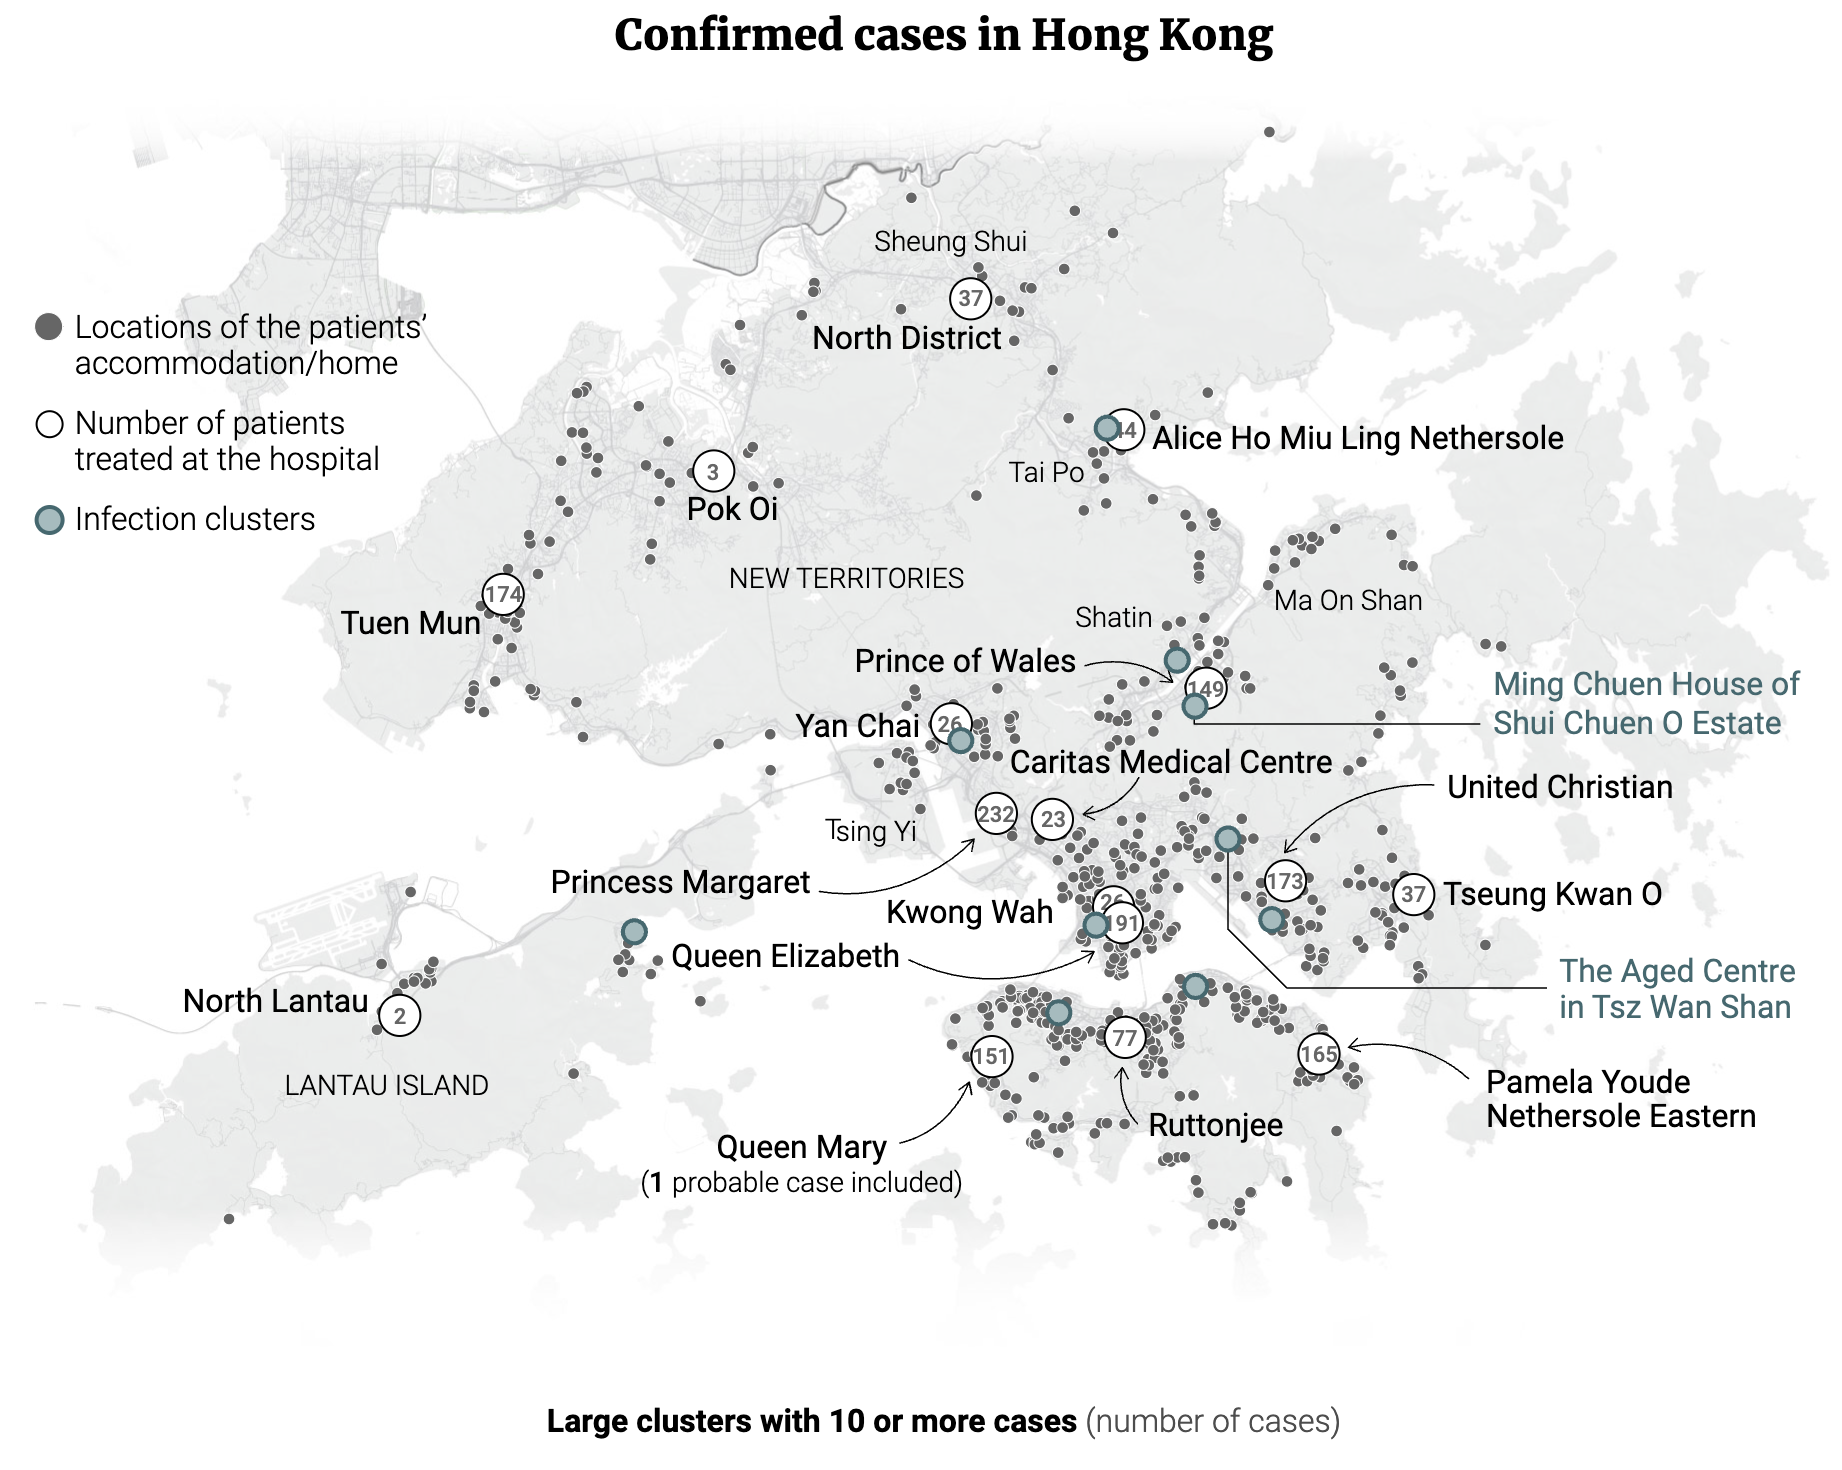 Confirmed cases in Hong Kong
Locations of the patients’
accommodation/home
Number of patients
treated at the hospital
Infection clusters
Sheung Shui
37
North District
Alice Ho Miu Ling Nethersole
Tai Po
3
Pok Oi
NEW TERRITORIES
174
Tuen Mun
Ma On Shan
Shatin
Prince of Wales
149
Ming Chuen House of
Shui Chuen O Estate
Yan Chai
26
Caritas Medical Centre
United Christian
232
23
Tsing Yi
Princess Margaret
173
37
Tseung Kwan O
Kwong Wah
26
191
Queen Elizabeth
The Aged Centre
in Tsz Wan Shan
North Lantau
2
77
151
165
LANTAU ISLAND
Pamela Youde
Nethersole Eastern
Ruttonjee
Queen Mary
(1 probable case included)
Large clusters with 10 or more cases (number of cases)